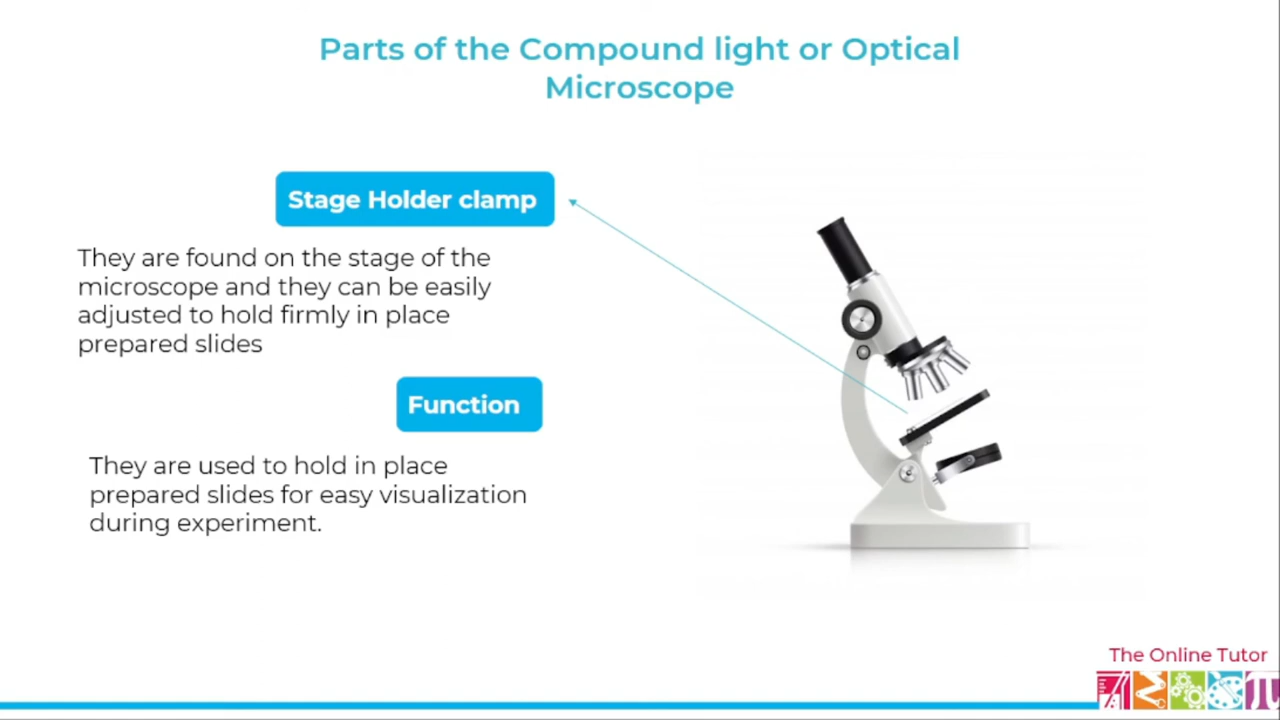 Parts of the Compound light or Optical
Microscope
Stage Holder clamp
They are found on the stage of the
microscope and they can be easily
adjusted to hold firmly in place
prepared slides
Function
They are used to hold in place
prepared slides for easy visualization
during experiment.
The Online Tutor